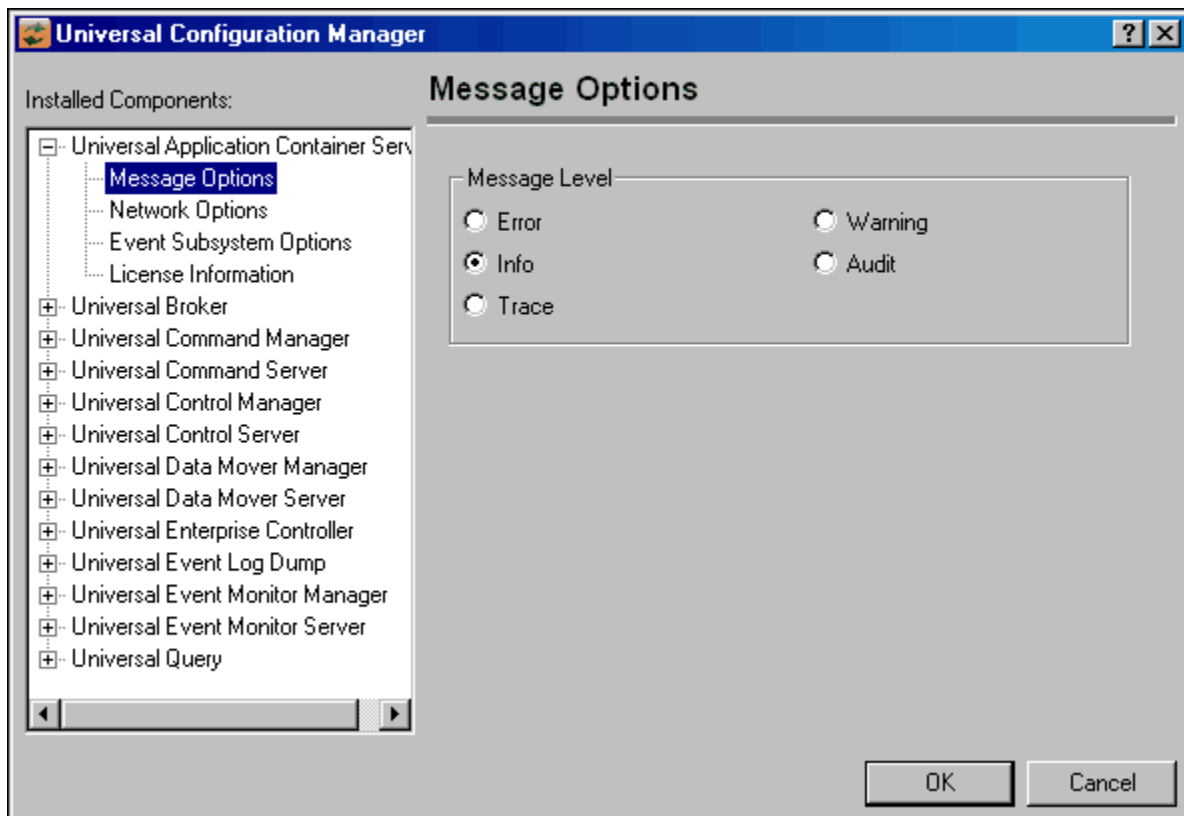 Universal Configuration Manager
Installed Components:
Universal Application Container Serv
Message Options
Network Options
Event Subsystem Options
License Information
Universal Broker
Universal Command Manager
Universal Command Server
Universal Control Manager
Universal Control Server
Universal Data Mover Manager
Universal Data Mover Server
Universal Enterprise Controller
Universal Event Log Dump
Universal Event Monitor Manager
Universal Event Monitor Server
Universal Query
Message Options
Message Level
Error
Warning
Info
Audit
Trace
OK
Cancel